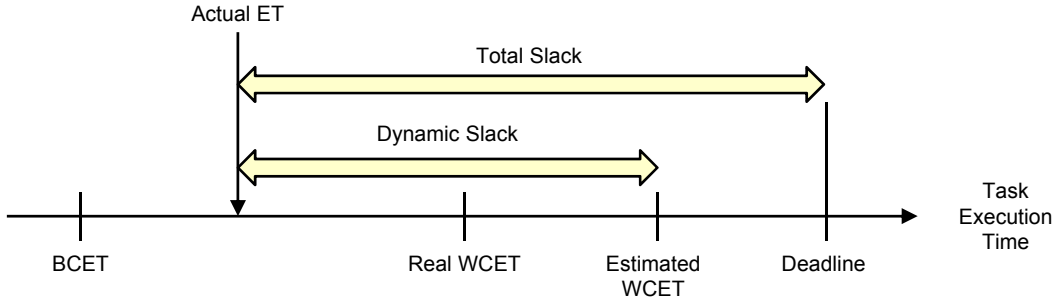 Actual ET
Total Slack
Dynamic Slack
Task
Execution
Time
BCET
Real WCET
Estimated
WCET
Deadline